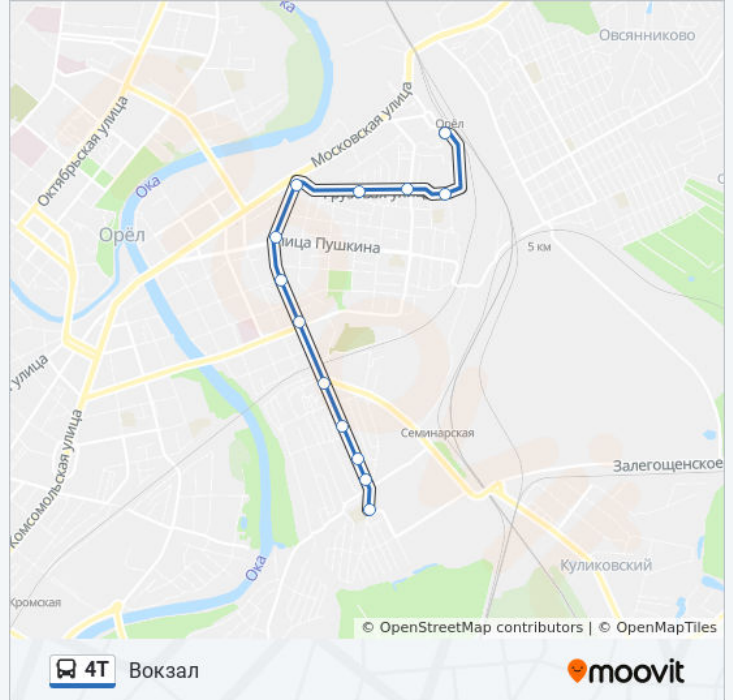 Ока
Овсянниково
Октябрьская улица
Московская улица
Орёл
Ока
Орёл
улица Пушкина
5 км
улица
Семинарская
Комсомольская улица
Залегощенское
Ока
Куликовский
Кромская
© OpenStreetMap contributors | © OpenMapTiles
4Т Вокзал
moovit